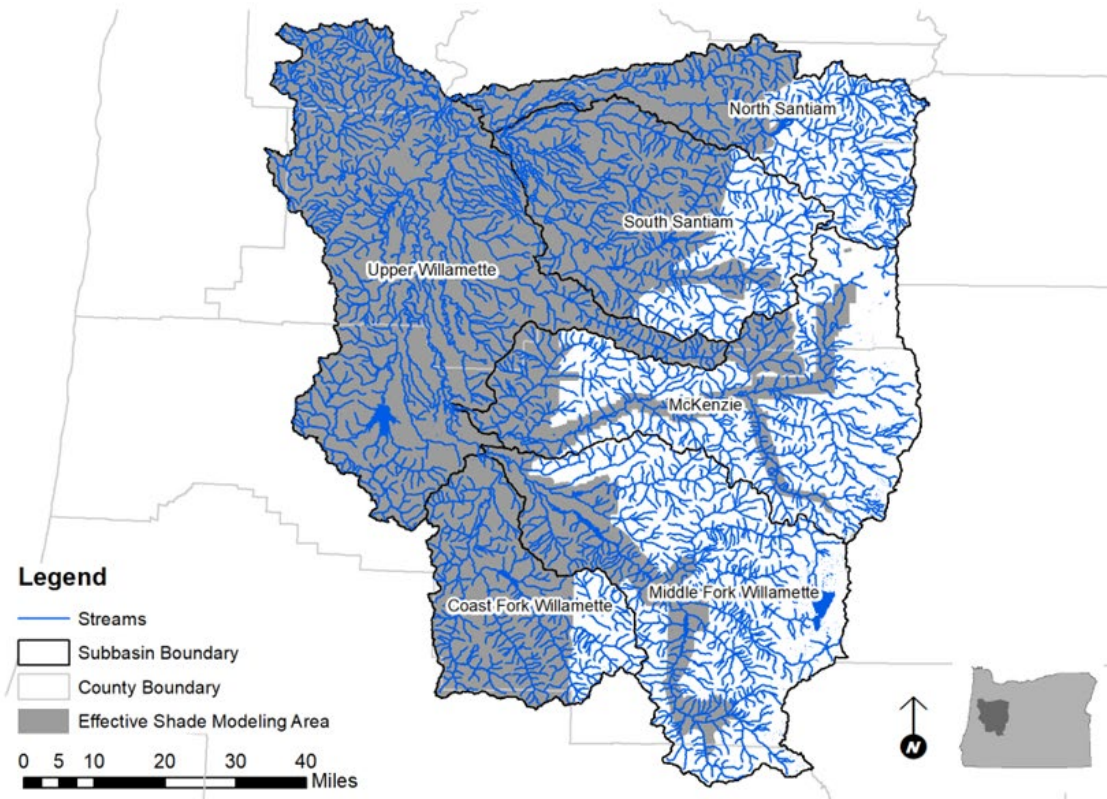 North Santiam
South Santiam
Upper Willamette
McKenzie
Middle Fork Willamette
Coast Fork Willamette
Legend
Streams
Subbasin Boundary
County Boundary
Effective Shade Modeling Area
0 5 10 20 30 40
Miles
N